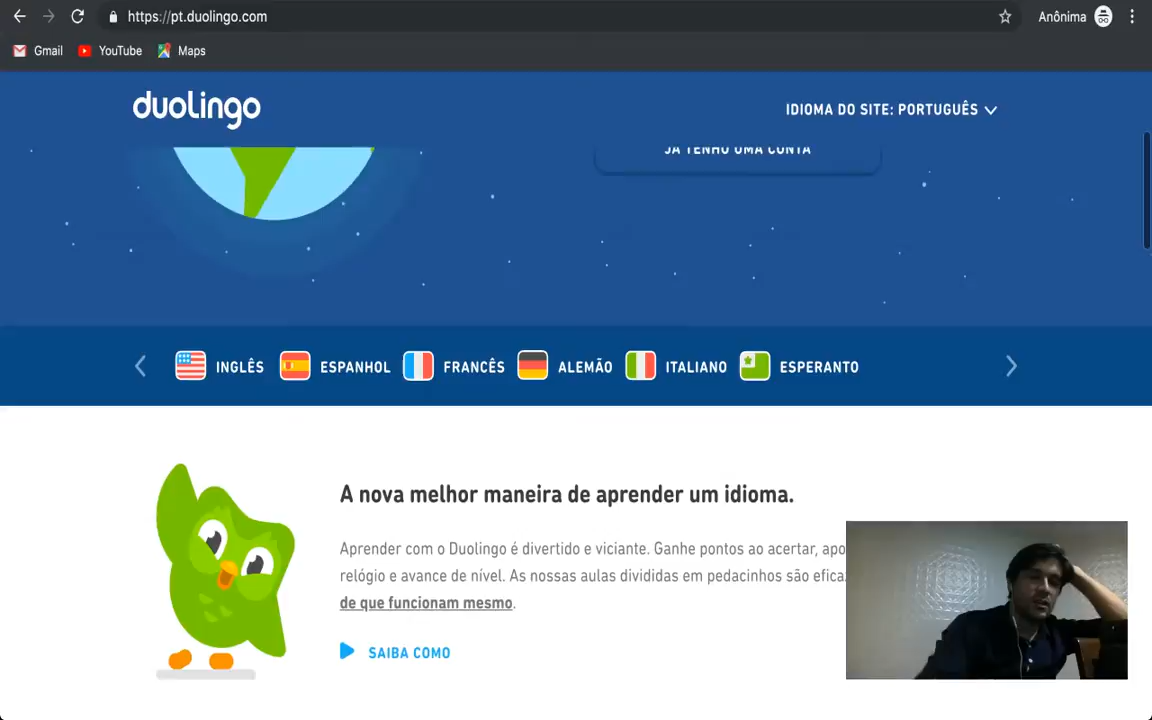 https://pt.duolingo.com
Anônima
Gmail
YouTube
Maps
duolingo
IDIOMA DO SITE: PORTUGUÊS
JÁ TENHO UMA CONTA
INGLÊS
ESPANHOL
FRANCÊS
ALEMÃO
ITALIANO
ESPERANTO
A nova melhor maneira de aprender um idioma.
Aprender com o Duolingo é divertido e viciante. Ganhe pontos ao acertar, apo
relógio e avance de nível. As nossas aulas divididas em pedacinhos são efica
de que funcionam mesmo.
SAIBA COMO